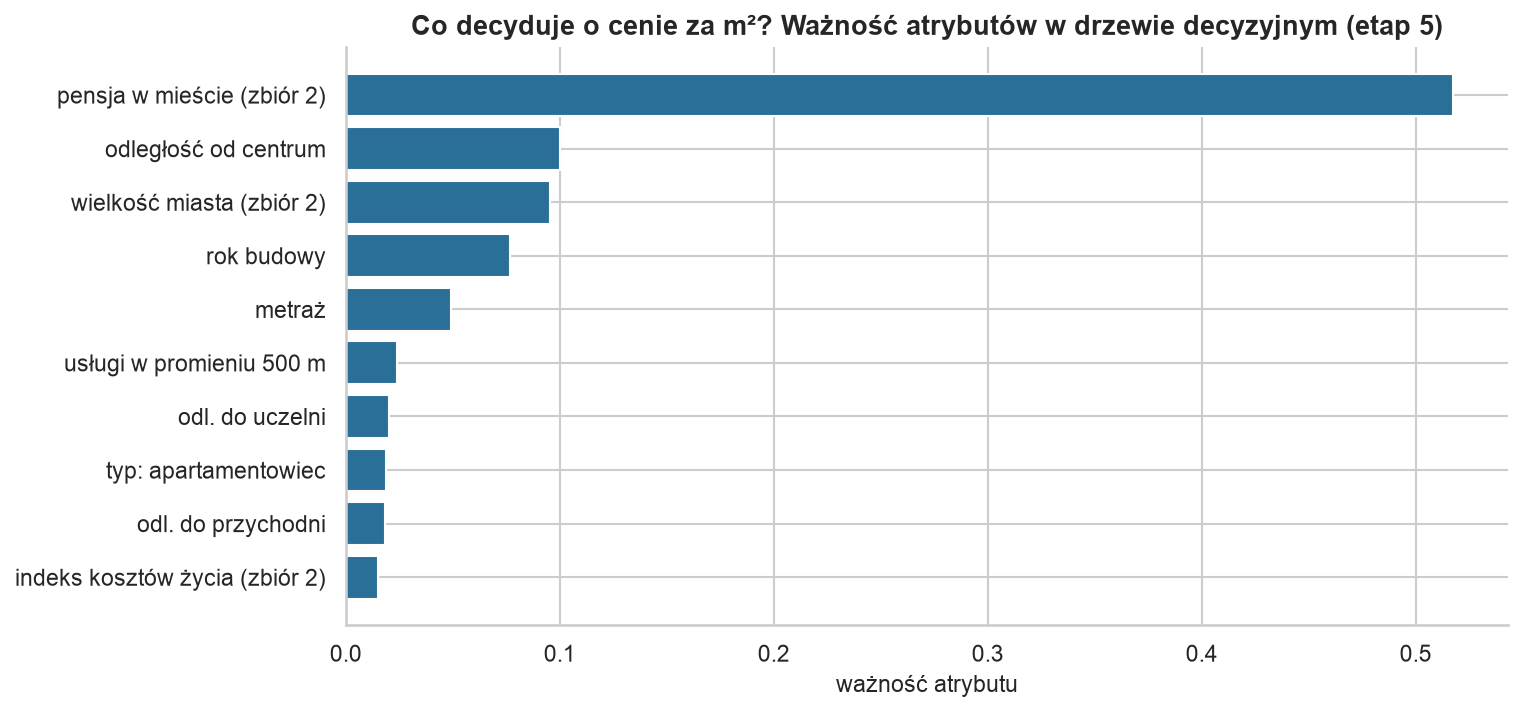 Co decyduje o cenie za m²? Ważność atrybutów w drzewie decyzyjnym (etap 5)
pensja w mieście (zbiór 2)
odległość od centrum
wielkość miasta (zbiór 2)
rok budowy
metraż
usługi w promieniu 500 m
odl. do uczelni
typ: apartamentowiec
odl. do przychodni
indeks kosztów życia (zbiór 2)
0.0 0.1 0.2 0.3 0.4 0.5
ważność atrybutu